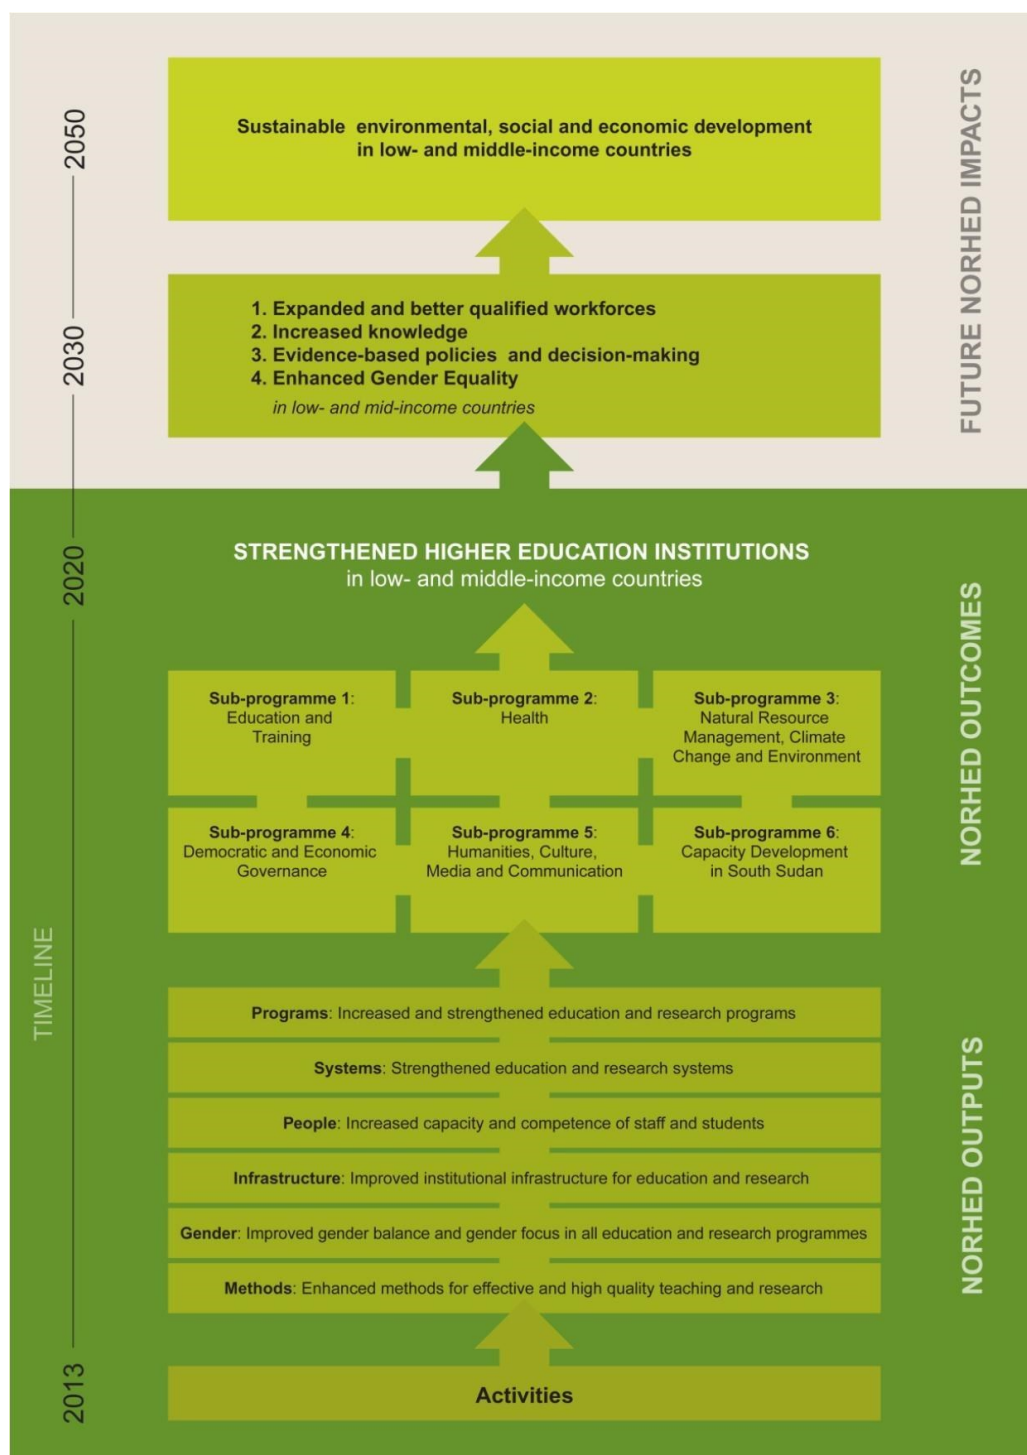 Sustainable environmental, social and economic development
in low- and middle-income countries
2050
FUTURE NORHED IMPACTS
1. Expanded and better qualified workforces
2. Increased knowledge
3. Evidence-based policies and decision-making
4. Enhanced Gender Equality
in low- and mid-income countries
2030
STRENGTHENED HIGHER EDUCATION INSTITUTIONS
in low- and middle-income countries
2020
NORHED OUTCOMES
Sub-programme 1:
Education and
Training
Sub-programme 2:
Health
Sub-programme 3:
Natural Resource
Management, Climate
Change and Environment
Sub-programme 4:
Democratic and Economic
Governance
Sub-programme 5:
Humanities, Culture,
Media and Communication
Sub-programme 6:
Capacity Development
in South Sudan
TIMELINE
Programs: Increased and strengthened education and research programs
Systems: Strengthened education and research systems
People: Increased capacity and competence of staff and students
Infrastructure: Improved institutional infrastructure for education and research
Gender: Improved gender balance and gender focus in all education and research programmes
Methods: Enhanced methods for effective and high quality teaching and research
NORHED OUTPUTS
2013
Activities